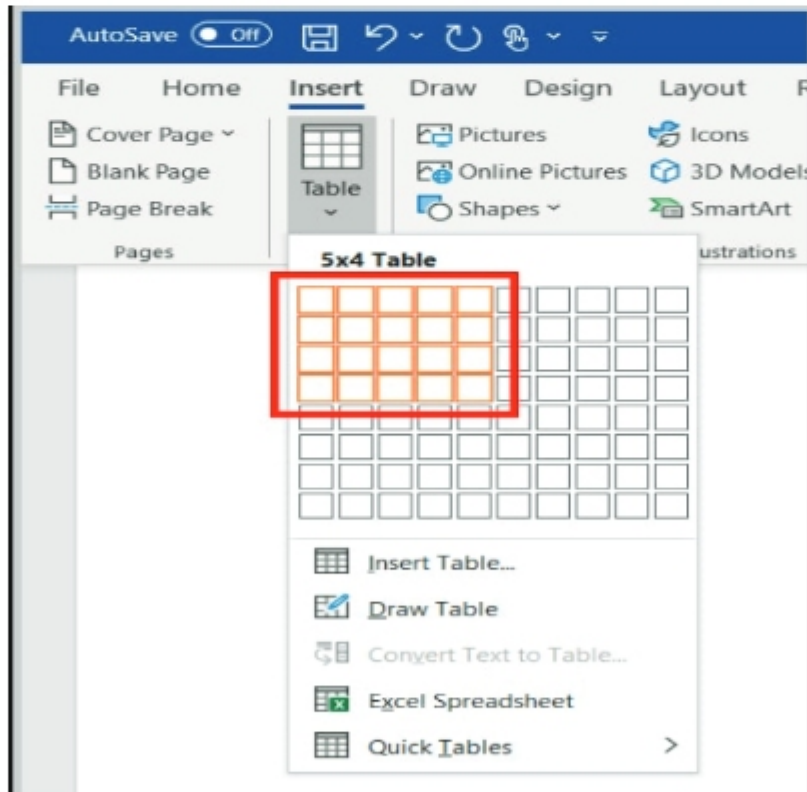 AutoSave Off
File Home Insert Draw Design Layout R
Cover Page
Blank Page
Page Break
Pages
Table
Pictures
Online Pictures
Shapes
Icons
3D Models
SmartArt
ustrations
5x4 Table
Insert Table...
Draw Table
Convert Text to Table...
Excel Spreadsheet
Quick Tables